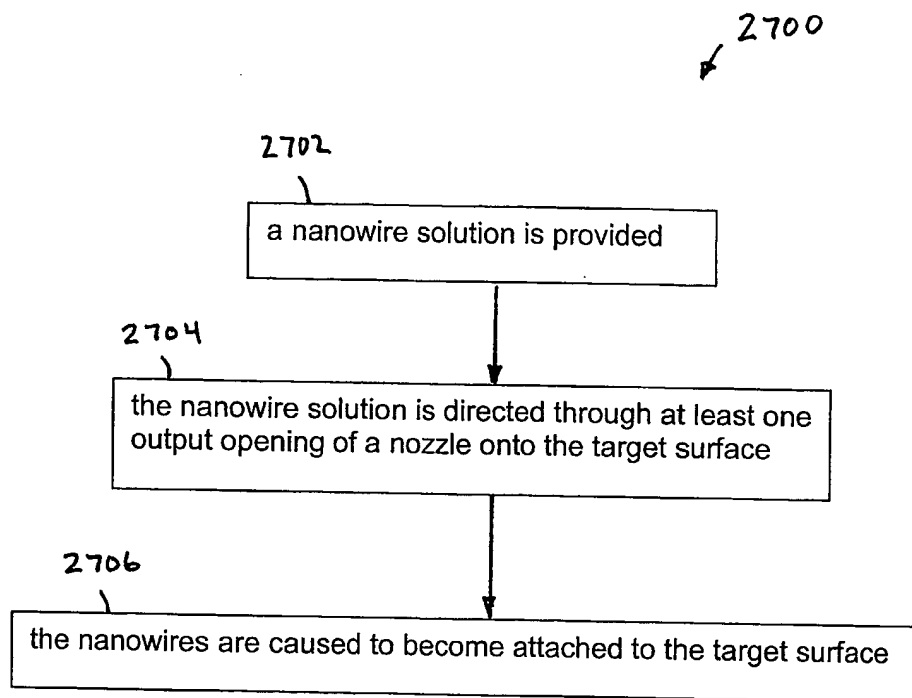 2700
2702
a nanowire solution is provided
2704
the nanowire solution is directed through at least one
output opening of a nozzle onto the target surface
2706
the nanowires are caused to become attached to the target surface